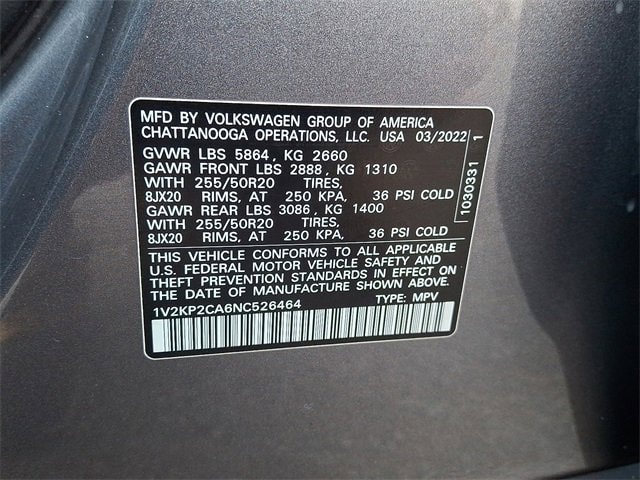 MFD BY VOLKSWAGEN GROUP OF AMERICA
CHATTANOOGA OPERATIONS, LLC. USA 03/2022
GVWR LBS 5864, KG 2660
GAWR FRONT LBS 2888, KG 1310
WITH 255/50R20 TIRES,
8JX20 RIMS, AT 250 KPA, 36 PSI COLD
GAWR REAR LBS 3086, KG 1400
WITH 255/50R20 TIRES,
8JX20 RIMS, AT 250 KPA, 36 PSI COLD
THIS VEHICLE CONFORMS TO ALL APPLICABLE
U.S. FEDERAL MOTOR VEHICLE SAFETY AND
THEFT PREVENTION STANDARDS IN EFFECT ON
THE DATE OF MANUFACTURE SHOWN ABOVE.
1V2KP2CA6NC526464 TYPE: MPV
1030331 1